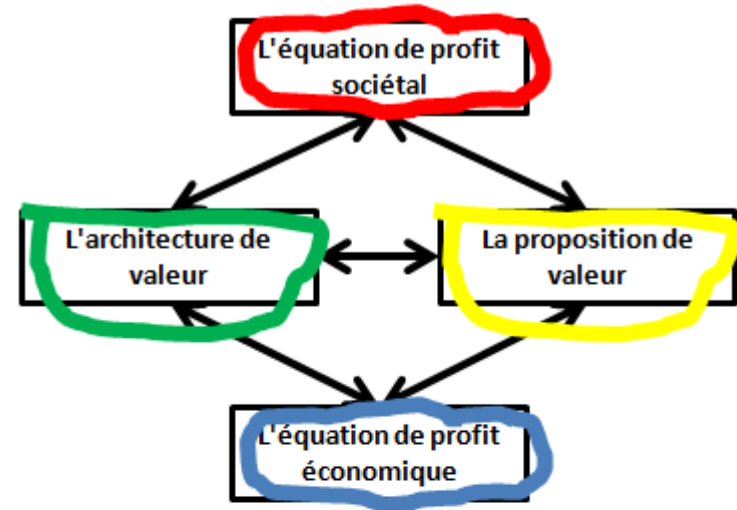 L'équation de profit
sociétal
L'architecture de
valeur
La proposition de
valeur
L'équation de profit
économique